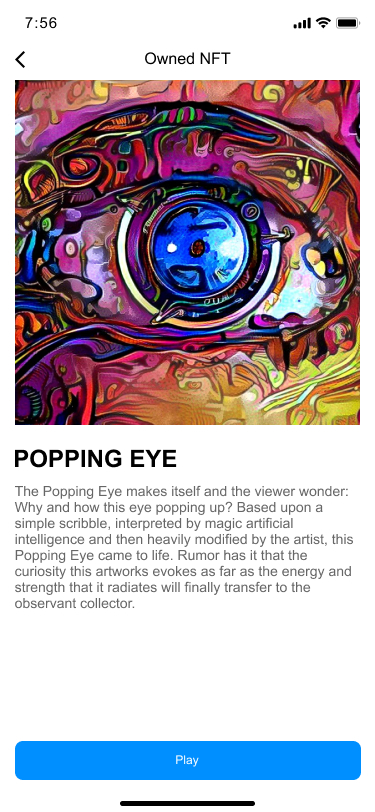 7:56
Owned NFT
POPPING EYE
The Popping Eye makes itself and the viewer wonder:
Why and how this eye popping up? Based upon a
simple scribble, interpreted by magic artificial
intelligence and then heavily modified by the artist, this
Popping Eye came to life. Rumor has it that the
curiosity this artworks evokes as far as the energy and
strength that it radiates will finally transfer to the
observant collector.
Play